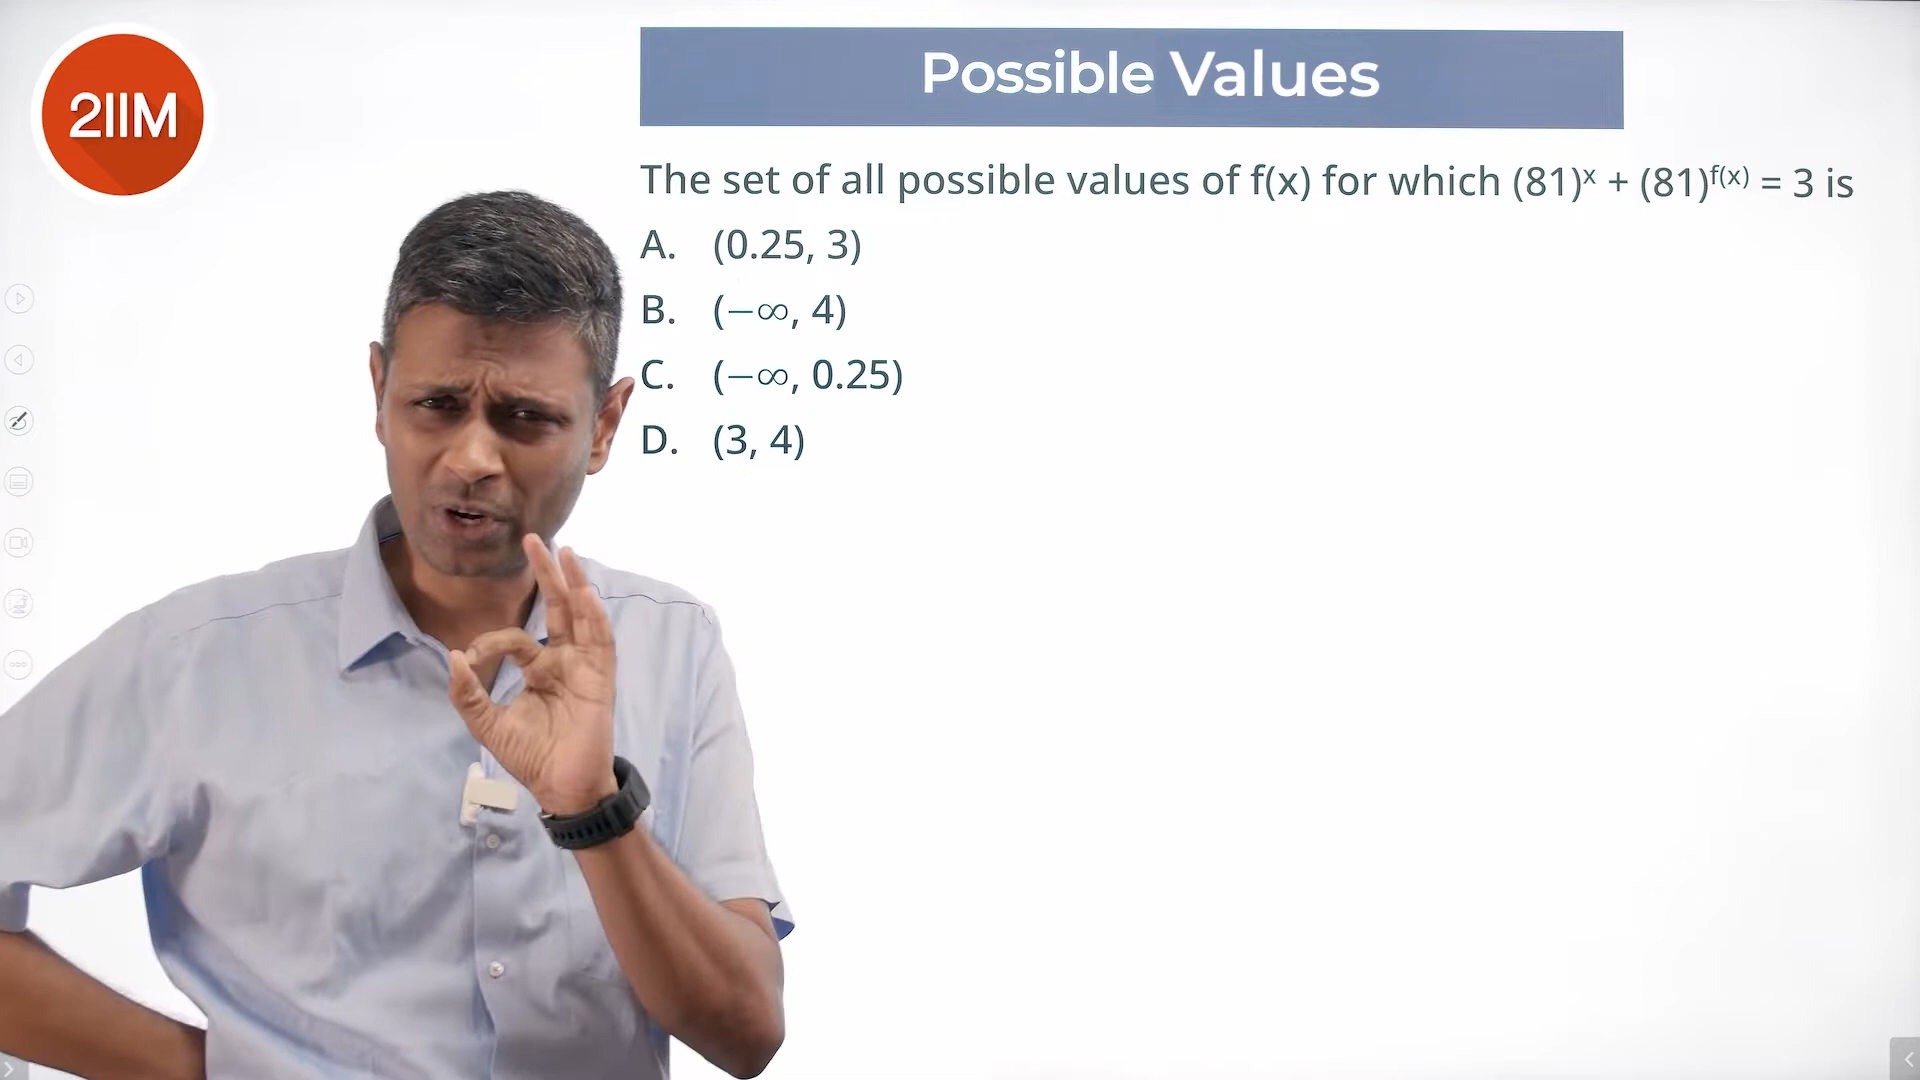 2IIM
Possible Values
The set of all possible values of f(x) for which (81)ˣ + (81)ᶠ⁽ˣ⁾ = 3 is
A. (0.25, 3)
B. (−∞, 4)
C. (−∞, 0.25)
D. (3, 4)